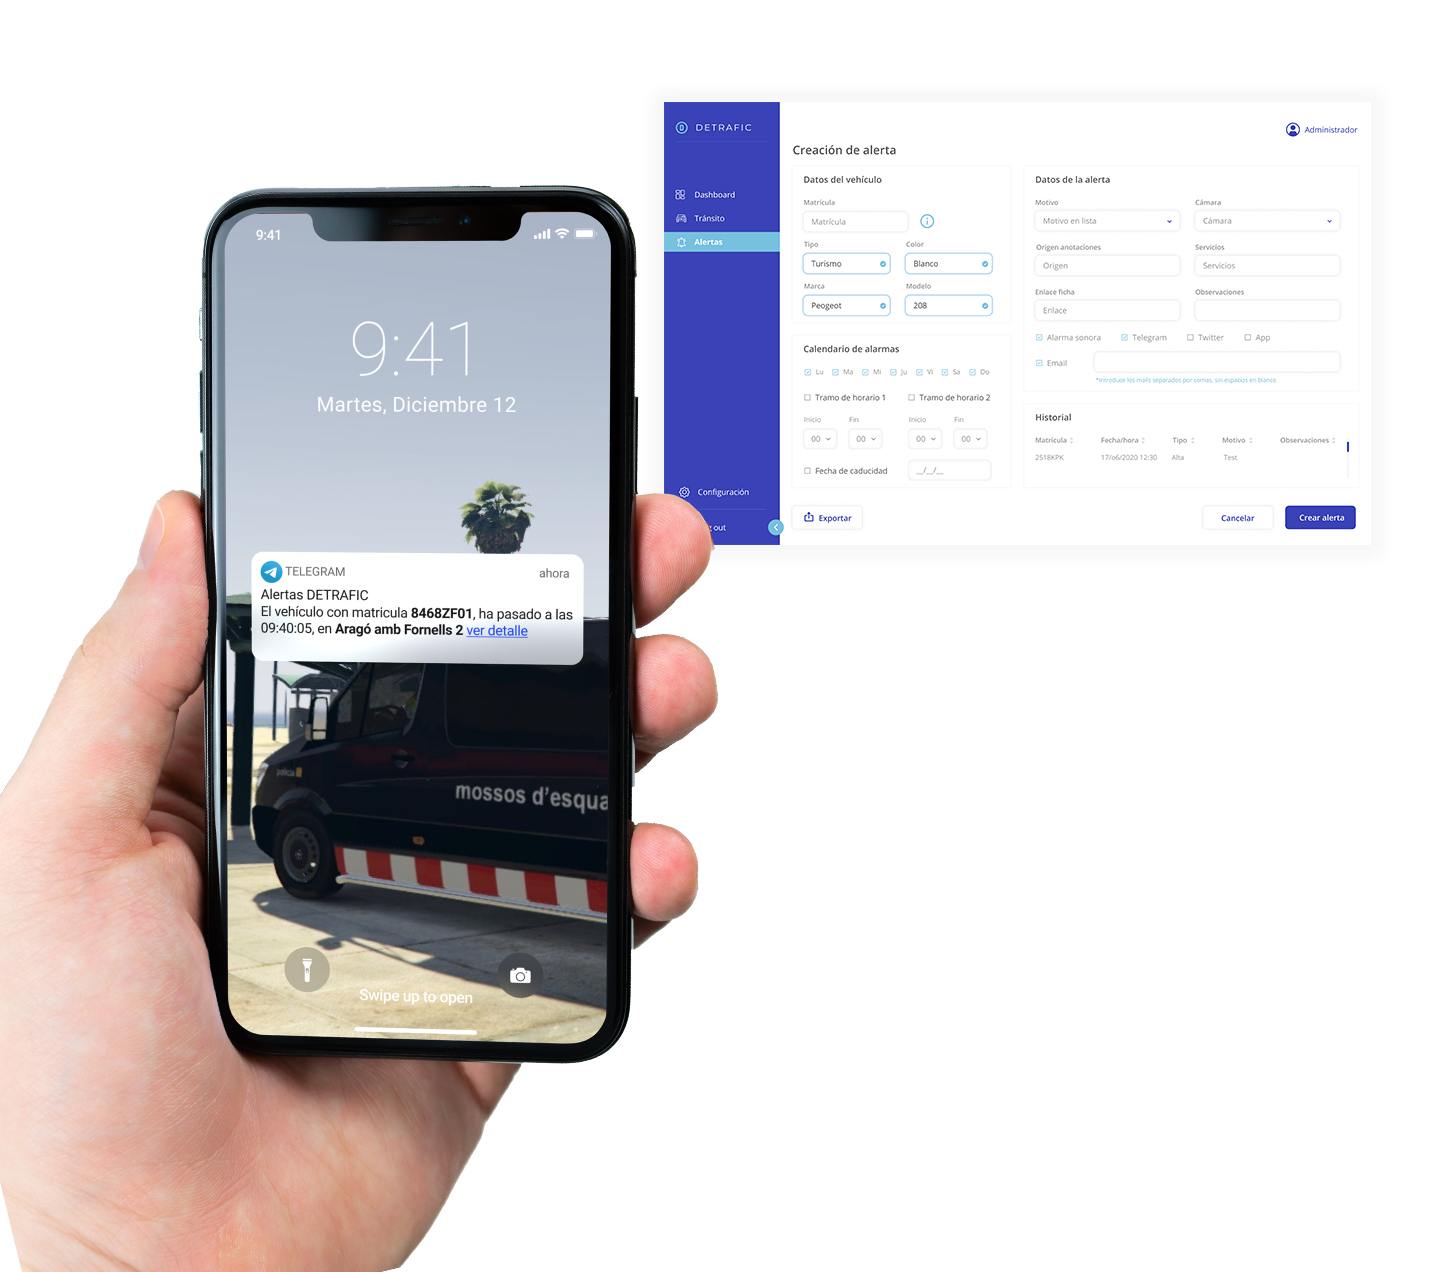 DETRAFIC
Administrador
Creación de alerta
Dashboard
Tránsito
Alertas
Configuración
out
Datos del vehículo
Matrícula
Matrícula
Tipo
Color
Turismo
Blanco
Marca
Modelo
Peogeot
208
Calendario de alarmas
Lu Ma Mi Ju Vi Sa Do
Tramo de horario 1
Tramo de horario 2
Inicio Fin Inicio Fin
00 00 00 00
Fecha de caducidad
__/__/__
Exportar
Datos de la alerta
Motivo
Cámara
Motivo en lista
Cámara
Origen anotaciones
Servicios
Origen
Servicios
Enlace ficha
Observaciones
Enlace
Alarma sonora Telegram Twitter App
Email
*Introduce los mails separados por comas, sin espacios en blanco
Historial
Matrícula Fecha/hora Tipo Motivo Observaciones
2518KPK 17/o6/2020 12:30 Alta Test
Cancelar
Crear alerta
9:41
9:41
Martes, Diciembre 12
TELEGRAM
ahora
Alertas DETRAFIC
El vehículo con matricula 8468ZF01, ha pasado a las
09:40:05, en Aragó amb Fornells 2 ver detalle
policia
mossos d'esqua
Swipe up to open